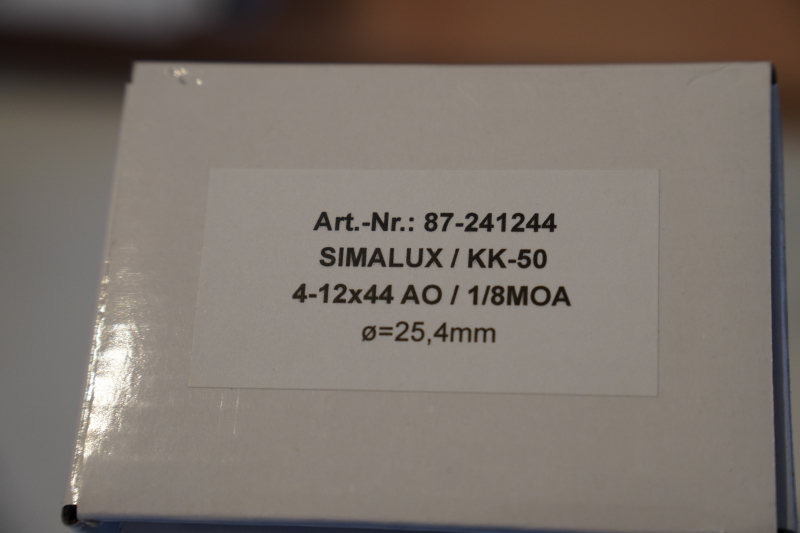 Art.-Nr.: 87-241244
SIMALUX / KK-50
4-12x44 AO / 1/8MOA
ø=25,4mm